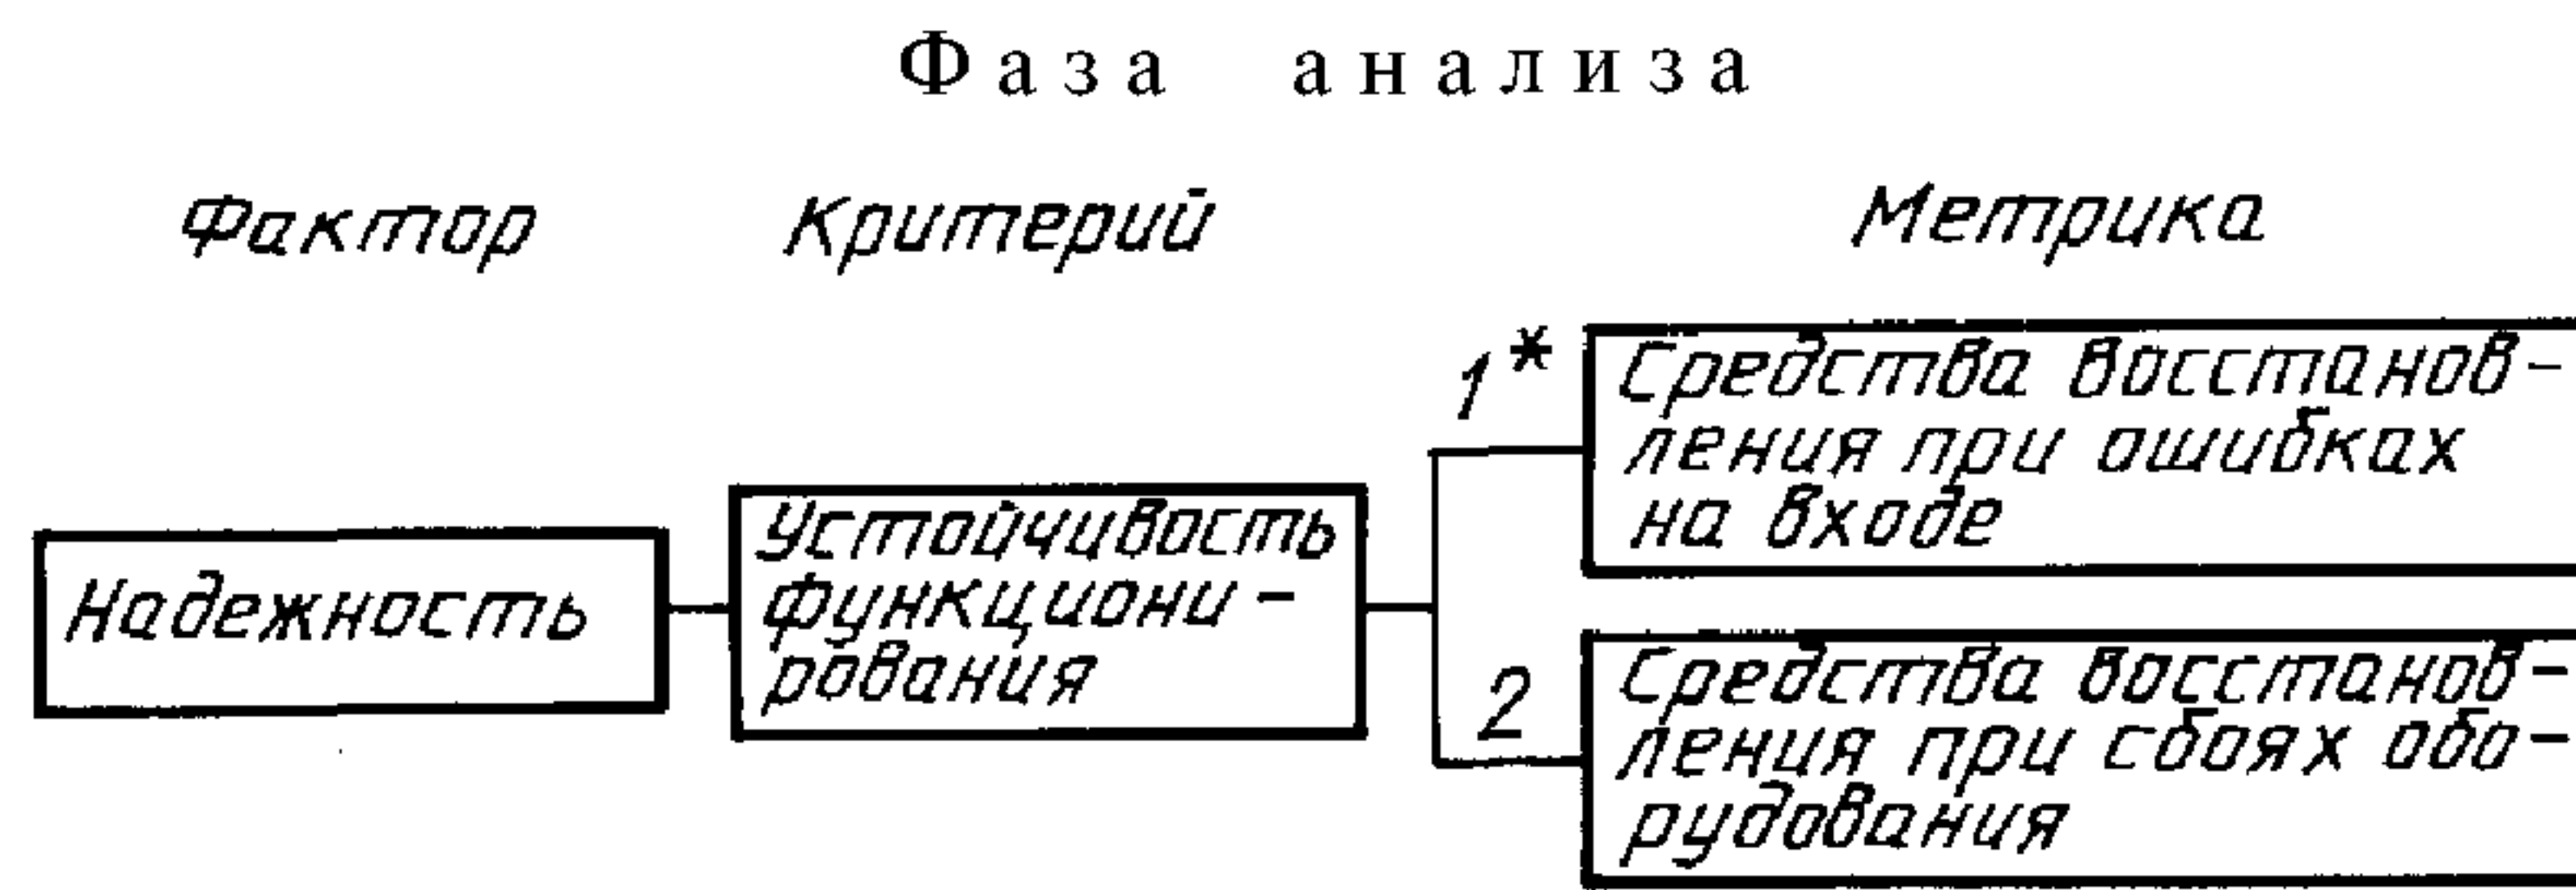 Фаза анализа
Фактор Критерий Метрика
1*
Средства восстанов-
ления при ошибках
на входе
Надежность
Устойчивость
функциони-
рования
2
Средства восстанов-
ления при сбоях обо-
рудования